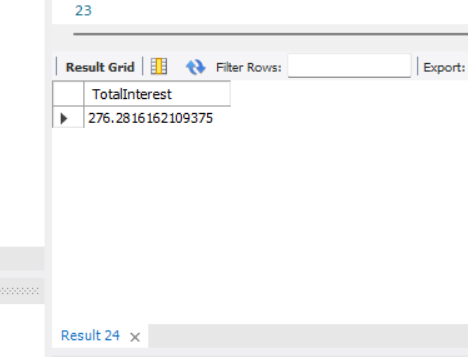 23
Result Grid Filter Rows: Export:
TotalInterest
276.2816162109375
Result 24